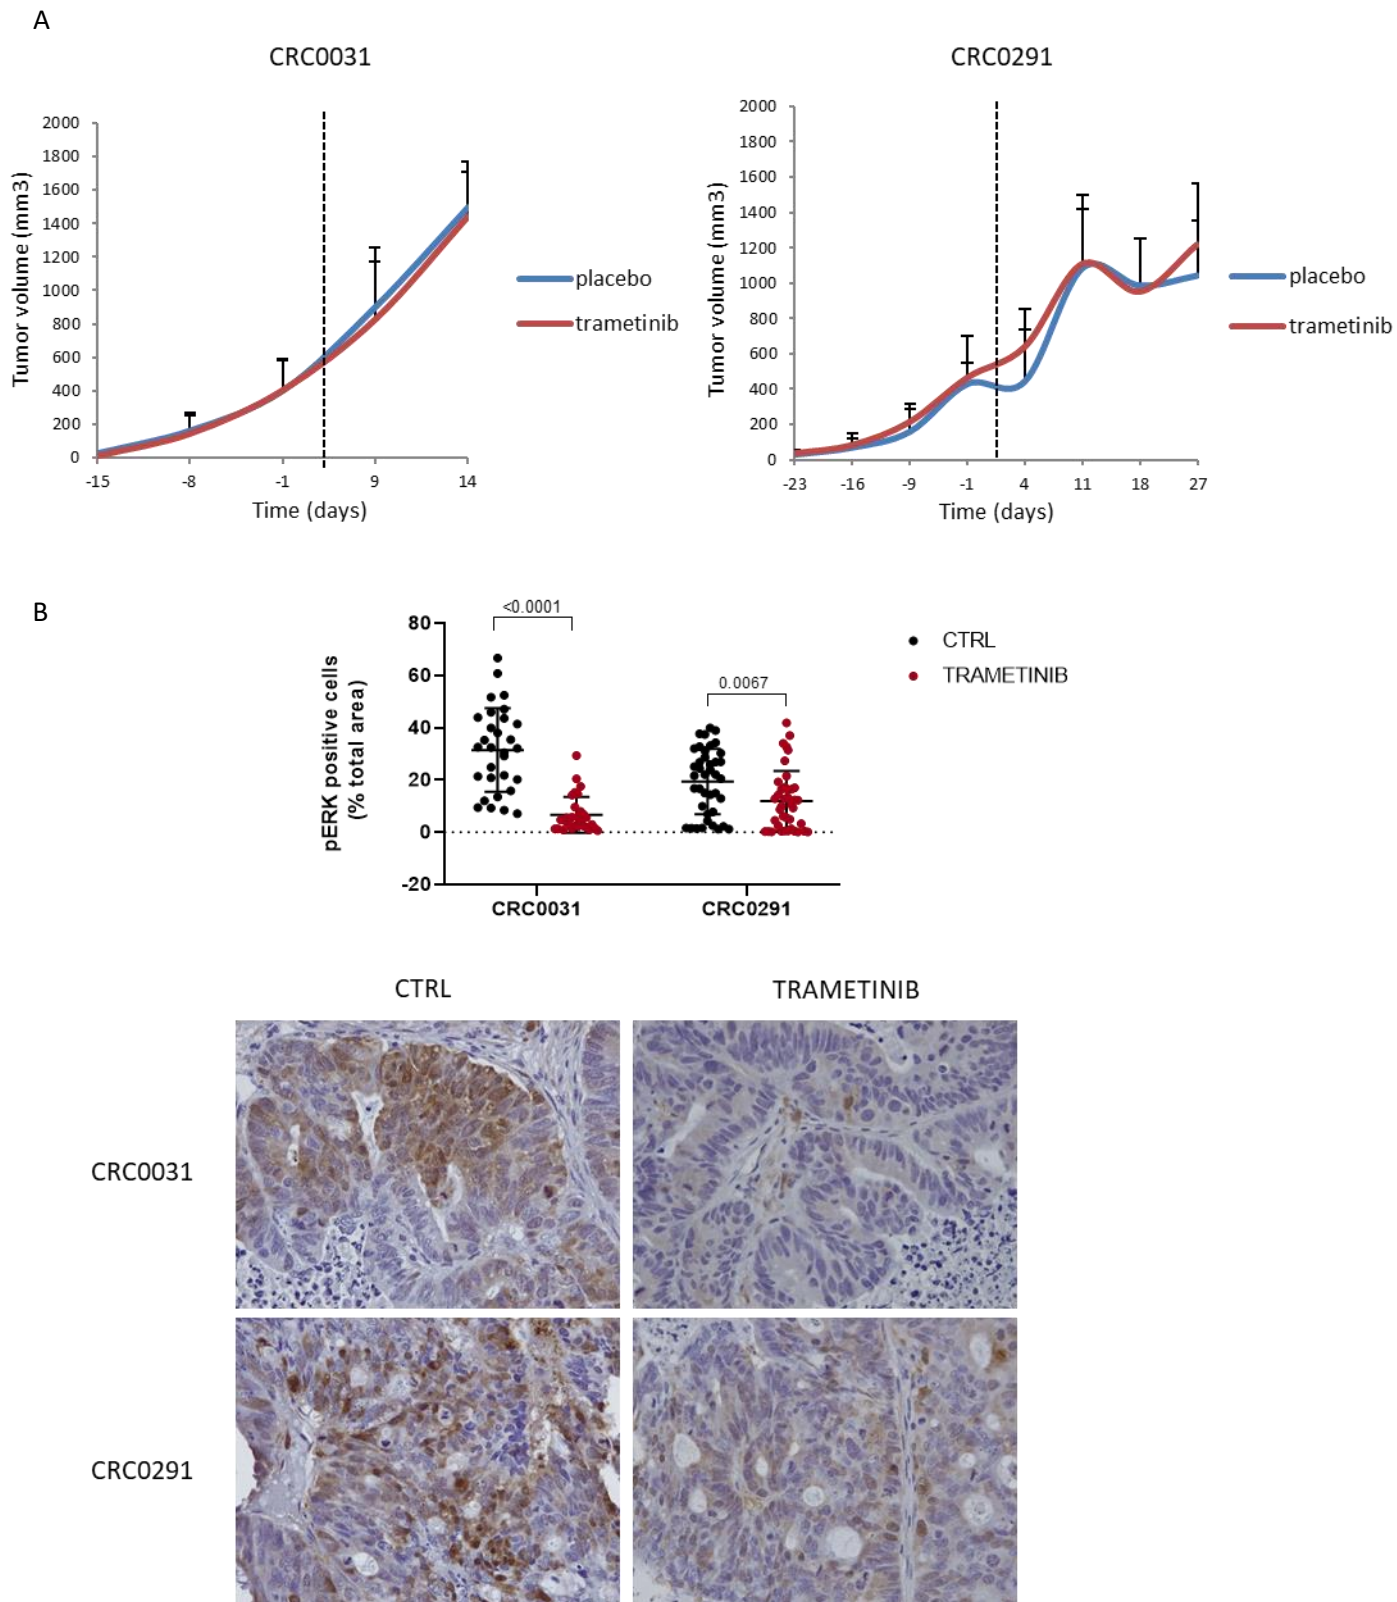 A
CRC0031
2000
1800
1600
1400
1200
1000
800
600
400
200
0
Tumor volume (mm3)
-15 -8 -1 9 14
Time (days)
placebo
trametinib
CRC0291
2000
1800
1600
1400
1200
1000
800
600
400
200
0
Tumor volume (mm3)
-23 -16 -9 -1 4 11 18 27
Time (days)
placebo
trametinib
B
pERK positive cells
(% total area)
80
60
40
20
0
-20
<0.0001
0.0067
CRC0031 CRC0291
CTRL
TRAMETINIB
CTRL TRAMETINIB
CRC0031
CRC0291